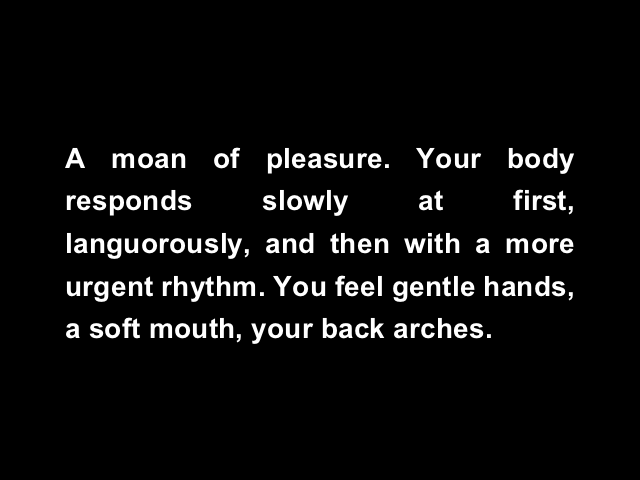 A moan of pleasure. Your body
responds slowly at first,
languorously, and then with a more
urgent rhythm. You feel gentle hands,
a soft mouth, your back arches.